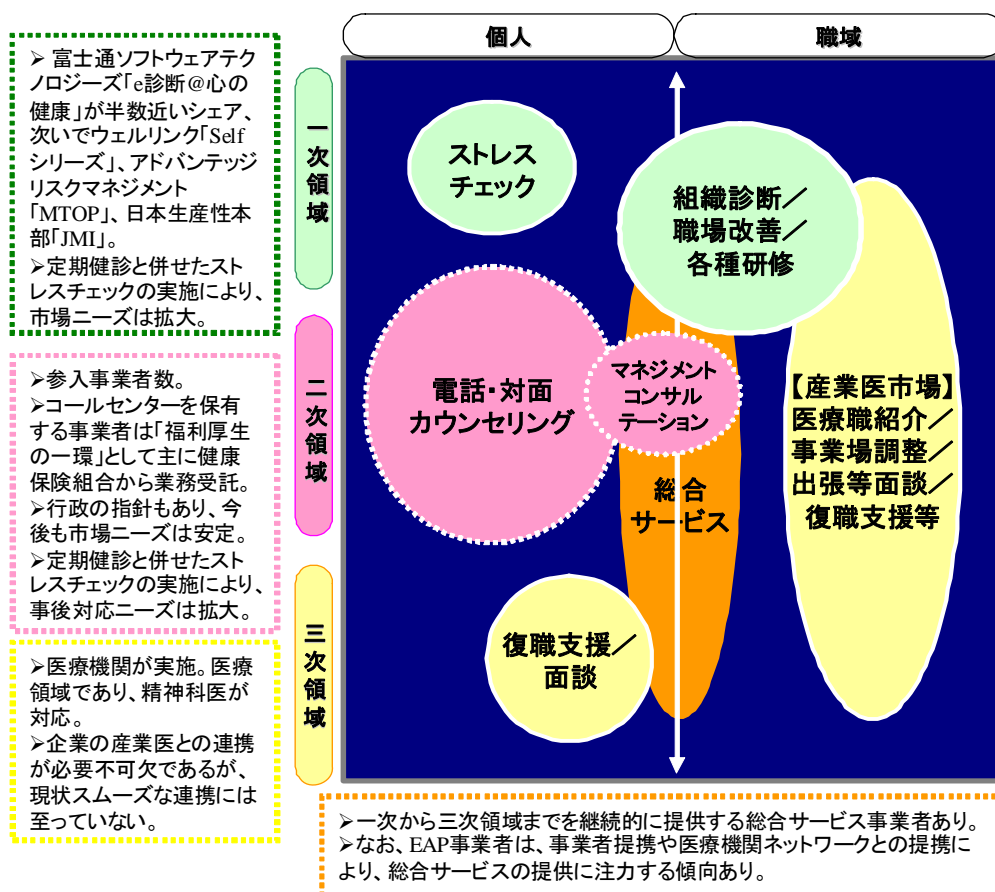 個人
職域
➢ 富士通ソフトウェアテク
ノロジーズ「e診断@心の
健康」が半数近いシェア、
次いでウェルリンク「Self
シリーズ」、アドバンテッジ
リスクマネジメント
「MTOP」、日本生産性本
部「JMI」。
➢定期健診と併せたスト
レスチェックの実施により、
市場ニーズは拡大。
一次領域
ストレス
チェック
組織診断／
職場改善／
各種研修
➢参入事業者数。
➢コールセンターを保有
する事業者は「福利厚生
の一環」として主に健康
保険組合から業務受託。
➢行政の指針もあり、今
後も市場ニーズは安定。
➢定期健診と併せたスト
レスチェックの実施により、
事後対応ニーズは拡大。
二次領域
電話・対面
カウンセリング
マネジメント
コンサル
テーション
総合
サービス
【産業医市場】
医療職紹介／
事業場調整／
出張等面談／
復職支援等
➢医療機関が実施。医療
領域であり、精神科医が
対応。
➢企業の産業医との連携
が必要不可欠であるが、
現状スムーズな連携には
至っていない。
三次領域
復職支援／
面談
➢一次から三次領域までを継続的に提供する総合サービス事業者あり。
➢なお、EAP事業者は、事業者提携や医療機関ネットワークとの提携に
より、総合サービスの提供に注力する傾向あり。